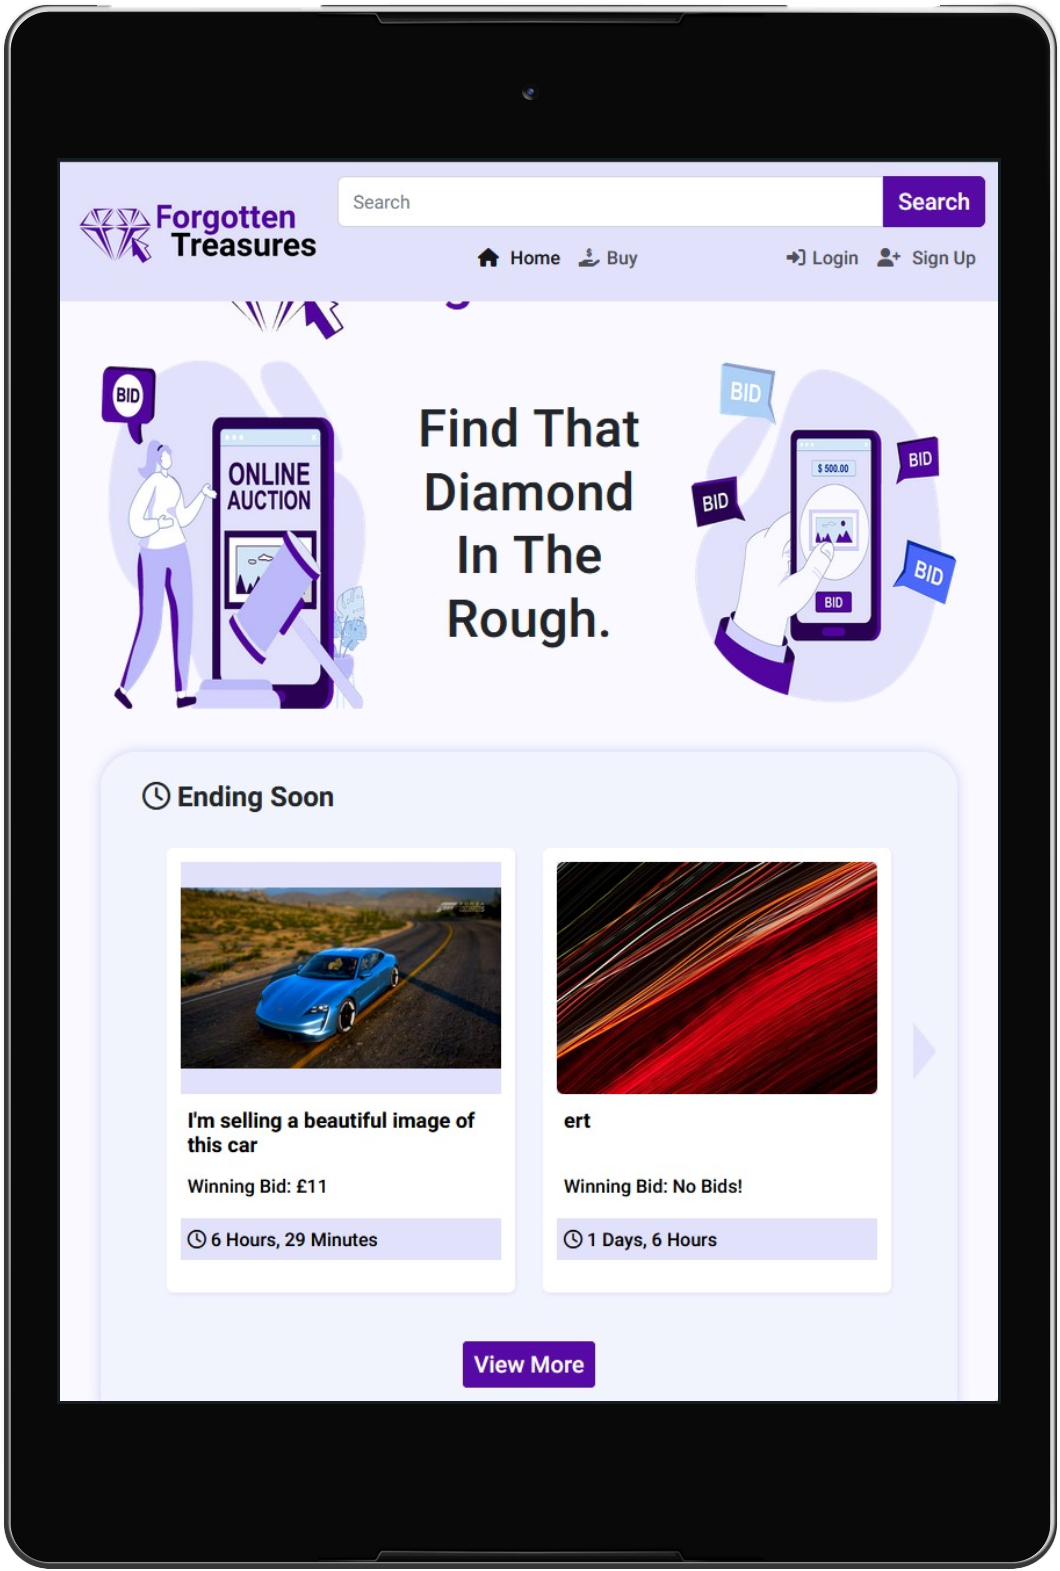 Forgotten
Treasures
Search
Search
Home
Buy
Login
Sign Up
BID
ONLINE
AUCTION
Find That
Diamond
In The
Rough.
BID
BID
BID
$ 500.00
BID
BID
Ending Soon
I'm selling a beautiful image of
this car
Winning Bid: £11
6 Hours, 29 Minutes
ert
Winning Bid: No Bids!
1 Days, 6 Hours
View More